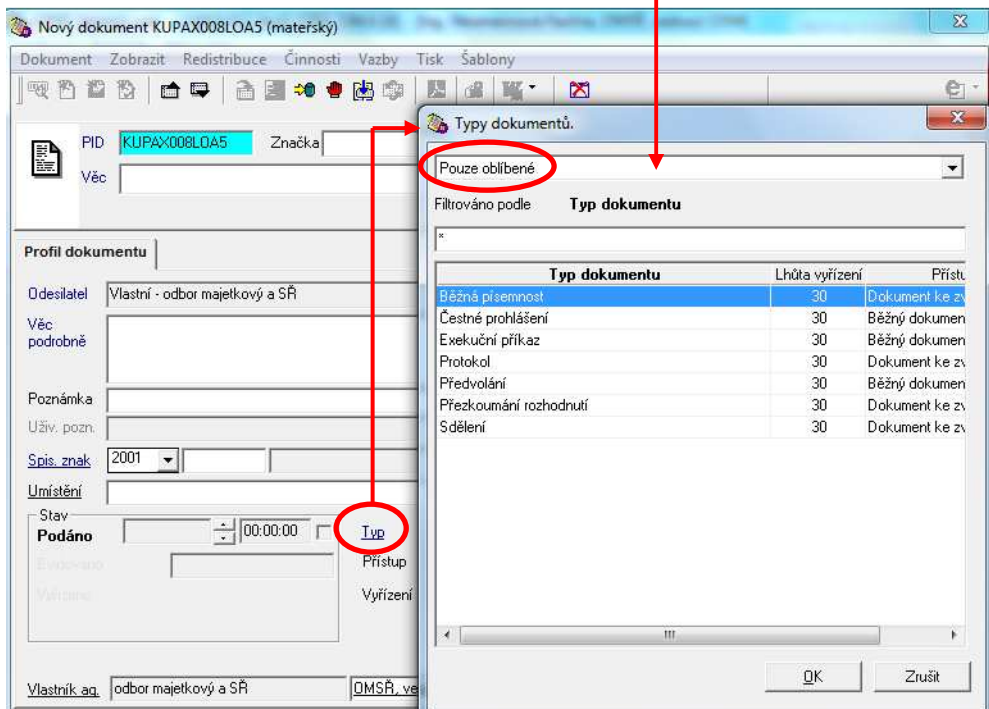 Nový dokument KUPAX008LOA5 (mateřský)
Dokument Zobrazit Redistribuce Činnosti Vazby Tisk Šablony
PID KUPAX008LOA5 Značka
Věc
Profil dokumentu
Odesilatel Vlastní - odbor majetkový a SŘ
Věc
podrobně
Poznámka
Uživ. pozn.
Spis. znak 2001
Umístění
Stav
Podáno 00:00:00 Typ
Evidováno Přístup
Vyřízeno Vyřízení
Vlastník ag. odbor majetkový a SŘ OMSŘ, ve
Typy dokumentů.
Pouze oblíbené
Filtrováno podle Typ dokumentu
*
Typ dokumentu Lhůta vyřízení Přístu
Běžná písemnost 30 Dokument ke zv
Čestné prohlášení 30 Běžný dokumen
Exekuční příkaz 30 Běžný dokumen
Protokol 30 Dokument ke zv
Předvolání 30 Běžný dokumen
Přezkoumání rozhodnutí 30 Dokument ke zv
Sdělení 30 Dokument ke zv
OK Zrušit